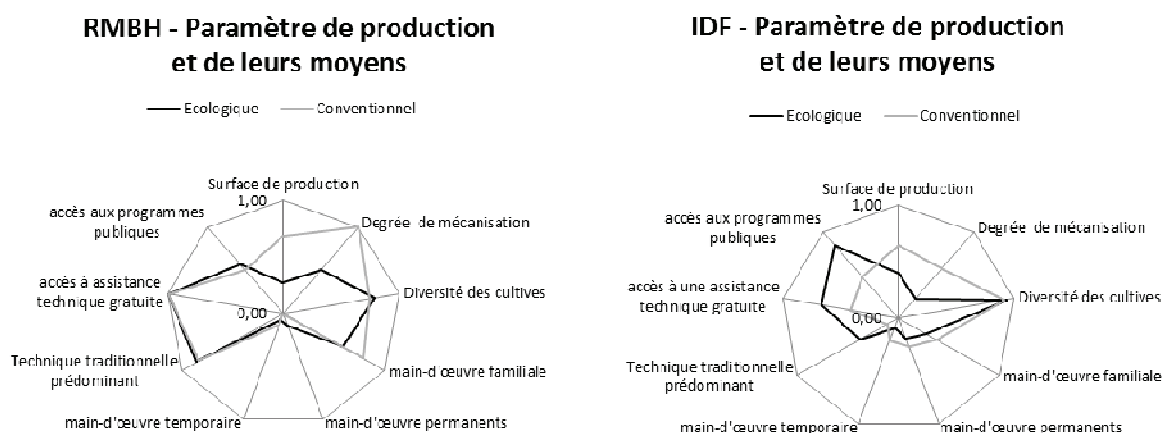 RMBH - Paramètre de production
et de leurs moyens
Ecologique
Conventionnel
Surface de production
1,00
Degrée de mécanisation
Diversité des cultives
main-d œuvre familiale
main-d'œuvre permanents
main-d'œuvre temporaire
Technique traditionnelle
prédominant
accès à assistance
technique gratuite
accès aux programmes
publiques
0,00
IDF - Paramètre de production
et de leurs moyens
Ecologique
Conventionnel
Surface de production
1,00
Degrée de mécanisation
Diversité des cultives
main-d'œuvre familiale
main-d'œuvre permanents
main-d'œuvre temporaire
Technique traditionnelle
prédominant
accès à une assistance
technique gratuite
accès aux programmes
publiques
0,00